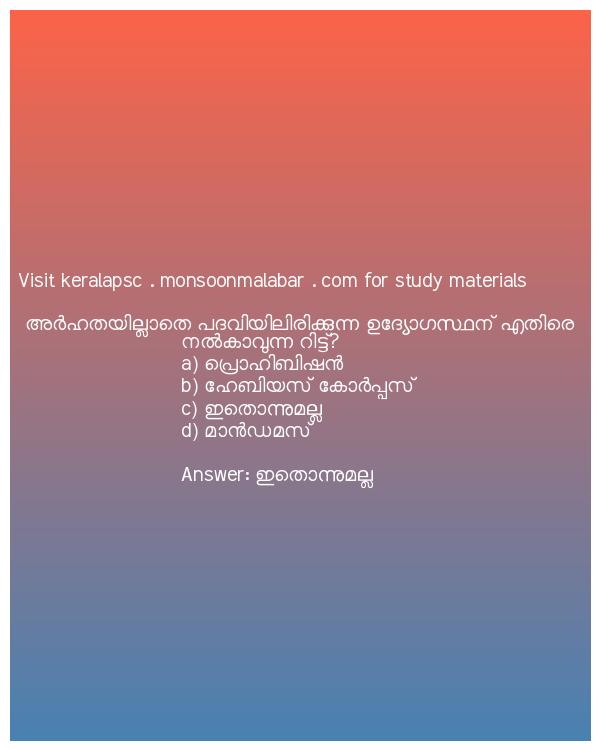 Visit keralapsc . monsoonmalabar . com for study materials
അർഹതയില്ലാതെ പദവിയിലിരിക്കുന്ന ഉദ്യോഗസ്ഥന് എതിരെ
നൽകാവുന്ന റിട്ട്?
a) പ്രൊഹിബിഷൻ
b) ഹേബിയസ് കോർപ്പസ്
c) ഇതൊന്നുമല്ല
d) മാൻഡമസ്
Answer: ഇതൊന്നുമല്ല